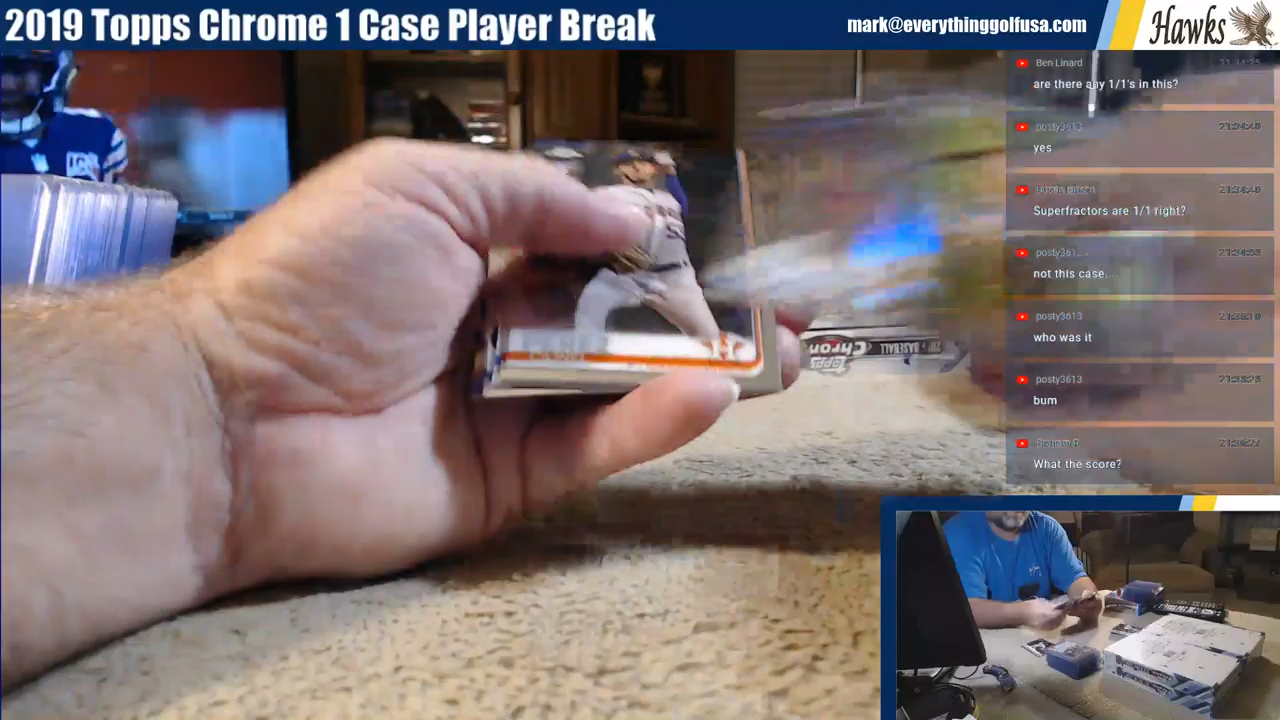 2019 Topps Chrome 1 Case Player Break
mark@everythinggolfusa.com
Hawks
Ben Linard
are there any 1/1's in this?
posty3613
yes
Superfractors are 1/1 right?
not this case.
posty3613
who was it
posty3613
bum
What the score?
Topps
Chrome
BASEBALL